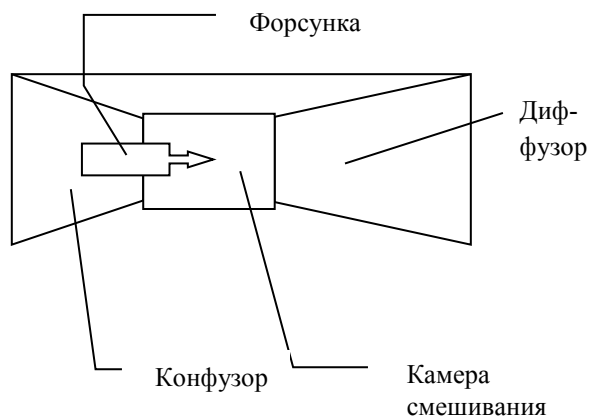 Форсунка
Диф-
фузор
Конфузор
Камера
смешивания